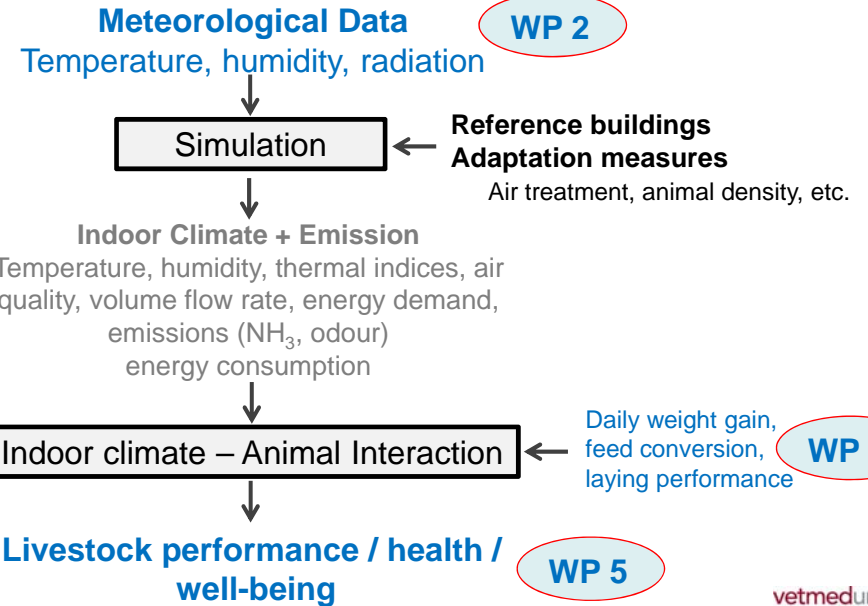 Meteorological Data
WP 2
Temperature, humidity, radiation
Simulation
Reference buildings
Adaptation measures
Air treatment, animal density, etc.
Indoor Climate + Emission
Temperature, humidity, thermal indices, air
quality, volume flow rate, energy demand,
emissions (NH₃, odour)
energy consumption
Indoor climate – Animal Interaction
Daily weight gain,
feed conversion,
laying performance
WP
Livestock performance / health /
well-being
WP 5